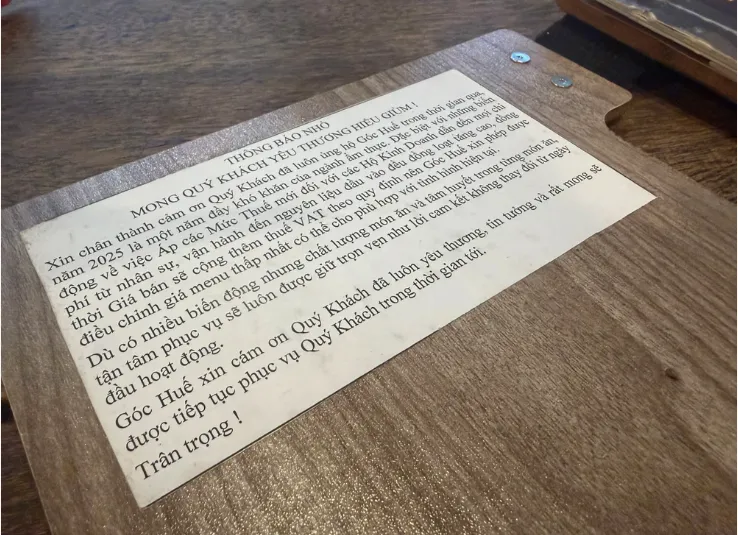 THÔNG BÁO NHỎ
MONG QUÝ KHÁCH YÊU THƯƠNG HIỂU GIÙM !
Xin chân thành cám ơn Quý Khách đã luôn ủng hộ Góc Huế trong thời gian qua,
năm 2025 là một năm đầy khó khăn của ngành ẩm thực. Đặc biệt với những biến
động về việc Áp các Mức Thuế mới đối với các Hộ Kinh Doanh dẫn đến mọi chi
phí từ nhân sự, vận hành đến nguyên liệu đầu vào đều đồng loạt tăng cao, đồng
thời Giá bán sẽ cộng thêm thuế VAT theo quy định nên Góc Huế xin phép được
điều chỉnh giá menu thấp nhất có thể cho phù hợp với tình hình hiện tại.
Dù có nhiều biến động nhưng chất lượng món ăn và tâm huyết trong từng món ăn,
tận tâm phục vụ sẽ luôn được giữ trọn vẹn như lời cam kết không thay đổi từ ngày
đầu hoạt động.
Góc Huế xin cám ơn Quý Khách đã luôn yêu thương, tin tưởng và rất mong sẽ
được tiếp tục phục vụ Quý Khách trong thời gian tới.
Trân trọng !